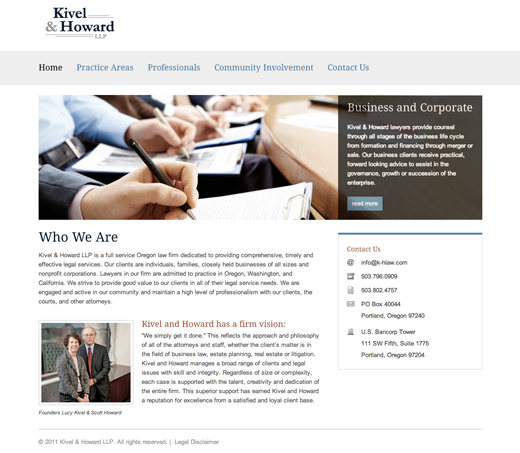 Kivel
& Howard
LLP
Home Practice Areas Professionals Community Involvement Contact Us
Business and Corporate
Kivel & Howard lawyers provide counsel
through all stages of the business life cycle
from formation and financing through merger or
sale. Our business clients receive practical,
forward looking advice to assist in the
governance, growth or succession of the
enterprise.
read more
Who We Are
Kivel & Howard LLP is a full service Oregon law firm dedicated to providing comprehensive, timely and
effective legal services. Our clients are individuals, families, closely held businesses of all sizes and
nonprofit corporations. Lawyers in our firm are admitted to practice in Oregon, Washington, and
California. We strive to provide good value to our clients in all of their legal service needs. We are
engaged and active in our community and maintain a high level of professionalism with our clients, the
courts, and other attorneys.
Kivel and Howard has a firm vision:
"We simply get it done." This reflects the approach and philosophy
of all of the attorneys and staff, whether the client's matter is in
the field of business law, estate planning, real estate or litigation.
Kivel and Howard manages a broad range of clients and legal
issues with skill and integrity. Regardless of size or complexity,
each case is supported with the talent, creativity and dedication of
the entire firm. This superior support has earned Kivel and Howard
a reputation for excellence from a satisfied and loyal client base.
Founders Lucy Kivel & Scott Howard
Contact Us
@ info@k-hlaw.com
503.796.0909
503.802.4757
PO Box 40044
Portland, Oregon 97240
U.S. Bancorp Tower
111 SW Fifth, Suite 1775
Portland, Oregon 97204
© 2011 Kivel & Howard LLP. All rights reserved. | Legal Disclaimer